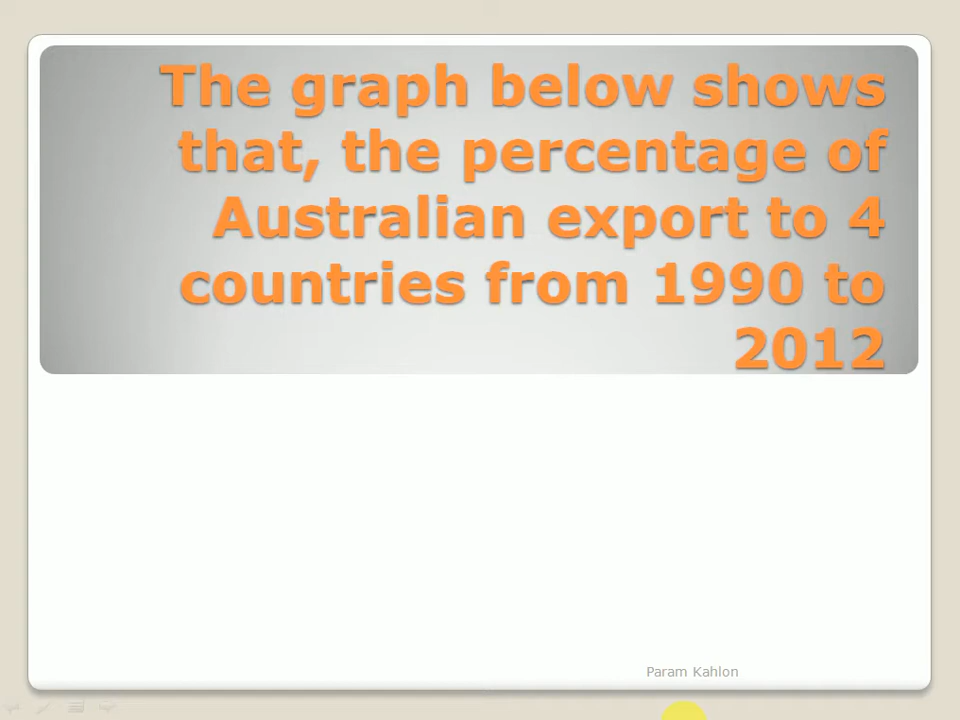 The graph below shows
that, the percentage of
Australian export to 4
countries from 1990 to
2012
Param Kahlon